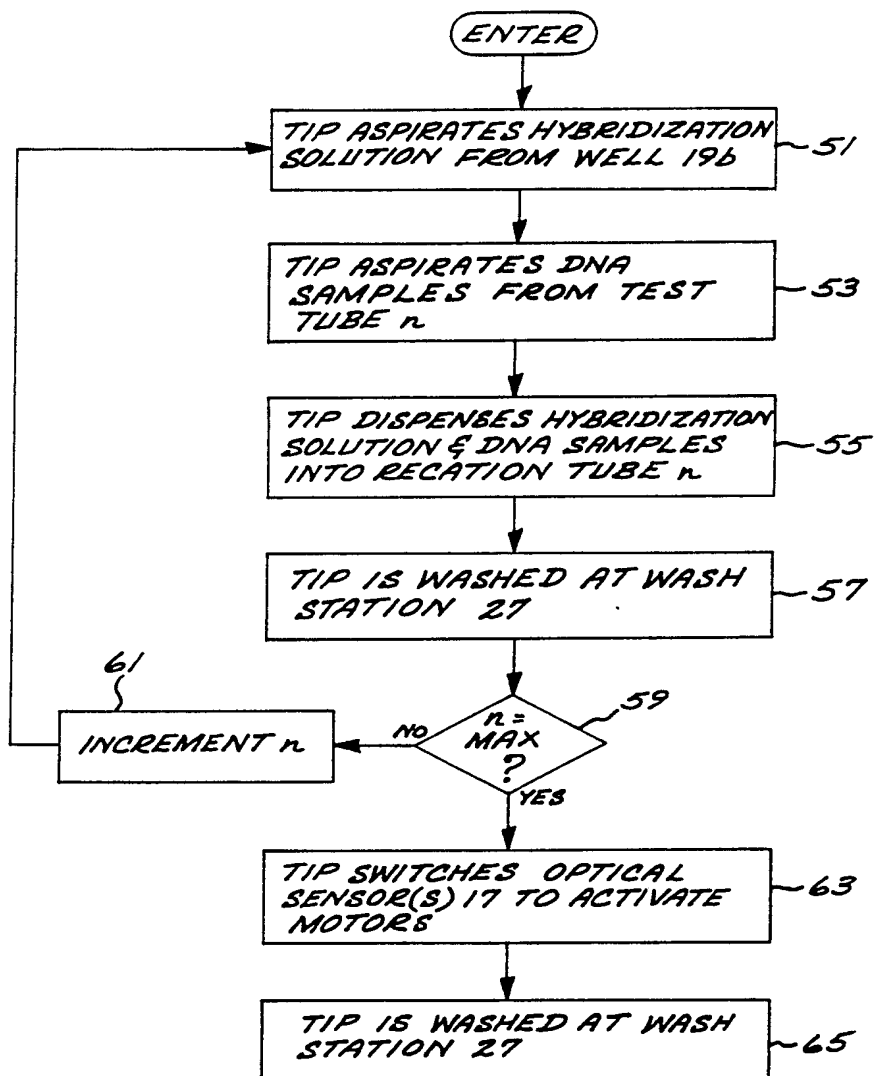 ENTER
TIP ASPIRATES HYBRIDIZATION
SOLUTION FROM WELL 19b
51
TIP ASPIRATES DNA
SAMPLES FROM TEST
TUBE n
53
TIP DISPENSES HYBRIDIZATION
SOLUTION & DNA SAMPLES
INTO RECATION TUBE n
55
TIP IS WASHED AT WASH
STATION 27
57
n =
MAX
?
59
NO
61
INCREMENT n
YES
TIP SWITCHES OPTICAL
SENSOR(S) 17 TO ACTIVATE
MOTORS
63
TIP IS WASHED AT WASH
STATION 27
65